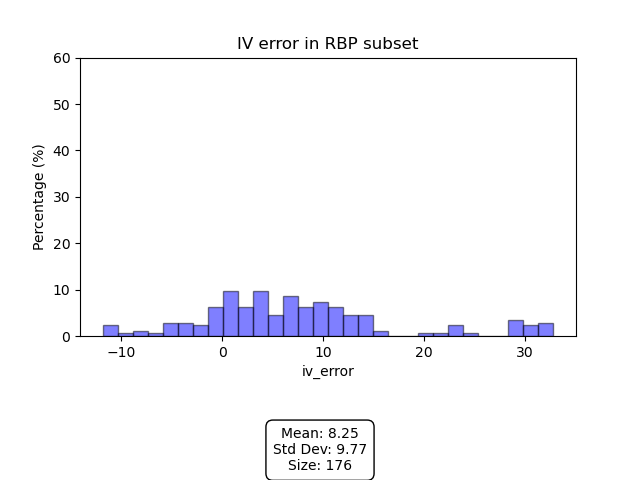 IV error in RBP subset
60
50
40
30
20
10
0
Percentage (%)
−10
0
10
20
30
iv_error
Mean: 8.25
Std Dev: 9.77
Size: 176